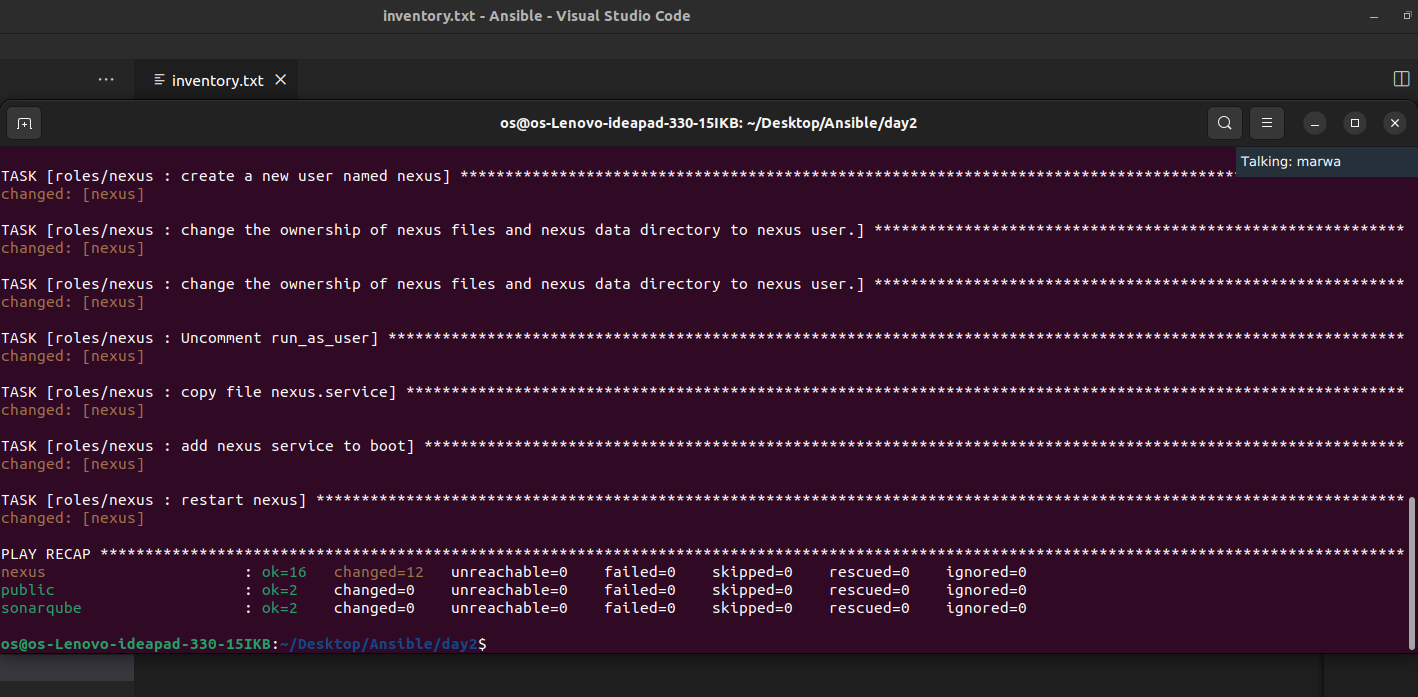 inventory.txt - Ansible - Visual Studio Code
inventory.txt
os@os-Lenovo-ideapad-330-15IKB: ~/Desktop/Ansible/day2
Talking: marwa
TASK [roles/nexus : create a new user named nexus] **************************************************************************************
changed: [nexus]
TASK [roles/nexus : change the ownership of nexus files and nexus data directory to nexus user.] ***********************************************************
changed: [nexus]
TASK [roles/nexus : change the ownership of nexus files and nexus data directory to nexus user.] ***********************************************************
changed: [nexus]
TASK [roles/nexus : Uncomment run_as_user] *****************************************************************************************************************
changed: [nexus]
TASK [roles/nexus : copy file nexus.service] ***************************************************************************************************************
changed: [nexus]
TASK [roles/nexus : add nexus service to boot] *************************************************************************************************************
changed: [nexus]
TASK [roles/nexus : restart nexus] *************************************************************************************************************************
changed: [nexus]
PLAY RECAP *************************************************************************************************************************************************
nexus : ok=16 changed=12 unreachable=0 failed=0 skipped=0 rescued=0 ignored=0
public : ok=2 changed=0 unreachable=0 failed=0 skipped=0 rescued=0 ignored=0
sonarqube : ok=2 changed=0 unreachable=0 failed=0 skipped=0 rescued=0 ignored=0
os@os-Lenovo-ideapad-330-15IKB:~/Desktop/Ansible/day2$